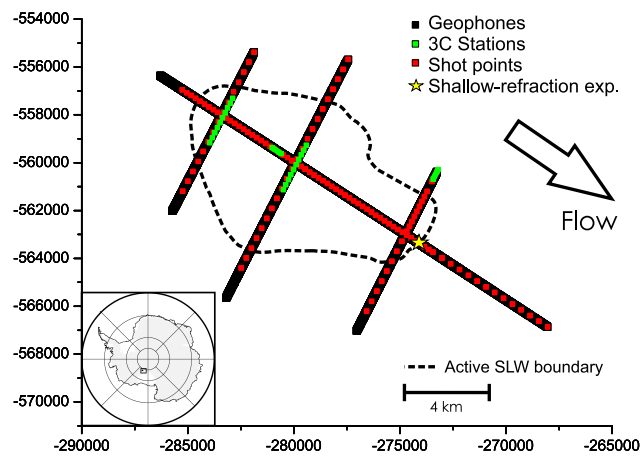 -554000
-556000
-558000
-560000
-562000
-564000
-566000
-568000
-570000
Geophones
3C Stations
Shot points
Shallow-refraction exp.
Flow
Active SLW boundary
4 km
-290000 -285000 -280000 -275000 -270000 -265000